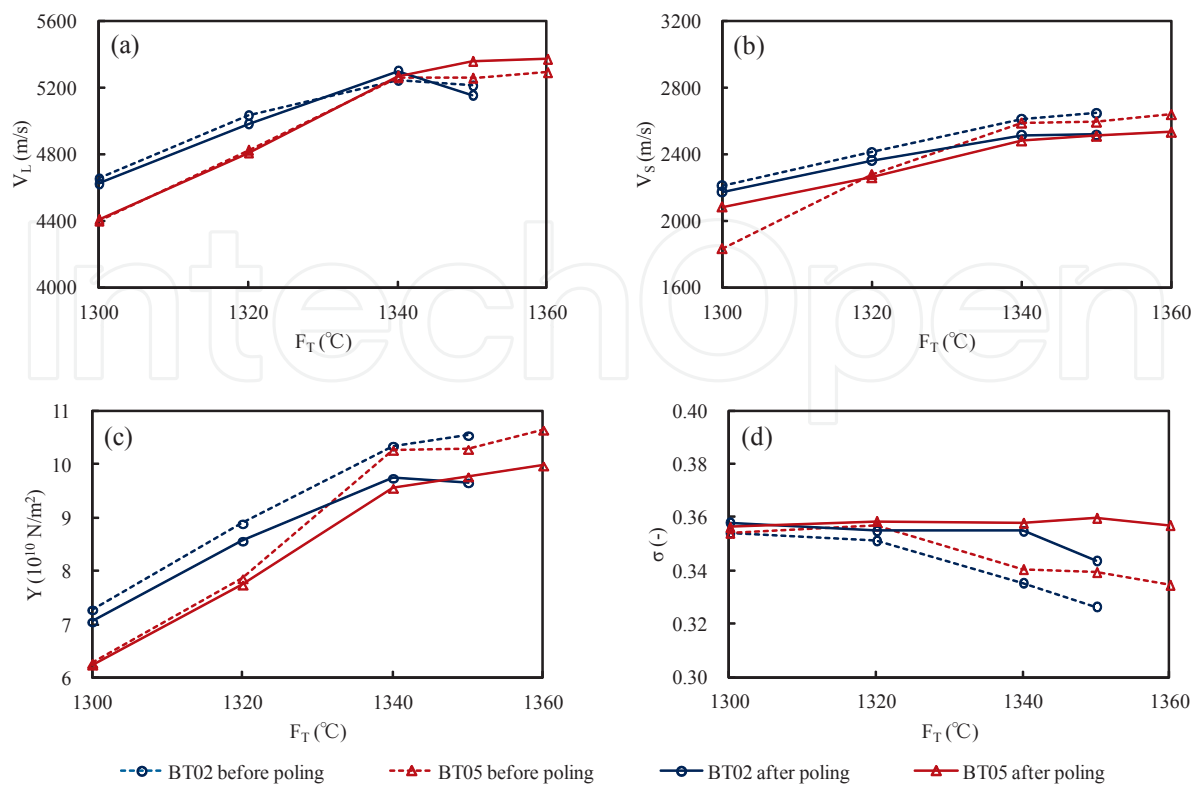 (a)
5600
5200
4800
4400
4000
V_L (m/s)
1300 1320 1340 1360
F_T (℃)
(b)
3200
2800
2400
2000
1600
V_S (m/s)
1300 1320 1340 1360
F_T (℃)
IntechOpen
(c)
11
10
9
8
7
6
Y (10¹⁰ N/m²)
1300 1320 1340 1360
F_T (℃)
(d)
0.40
0.38
0.36
0.34
0.32
0.30
σ (-)
1300 1320 1340 1360
F_T (℃)
BT02 before poling BT05 before poling BT02 after poling BT05 after poling